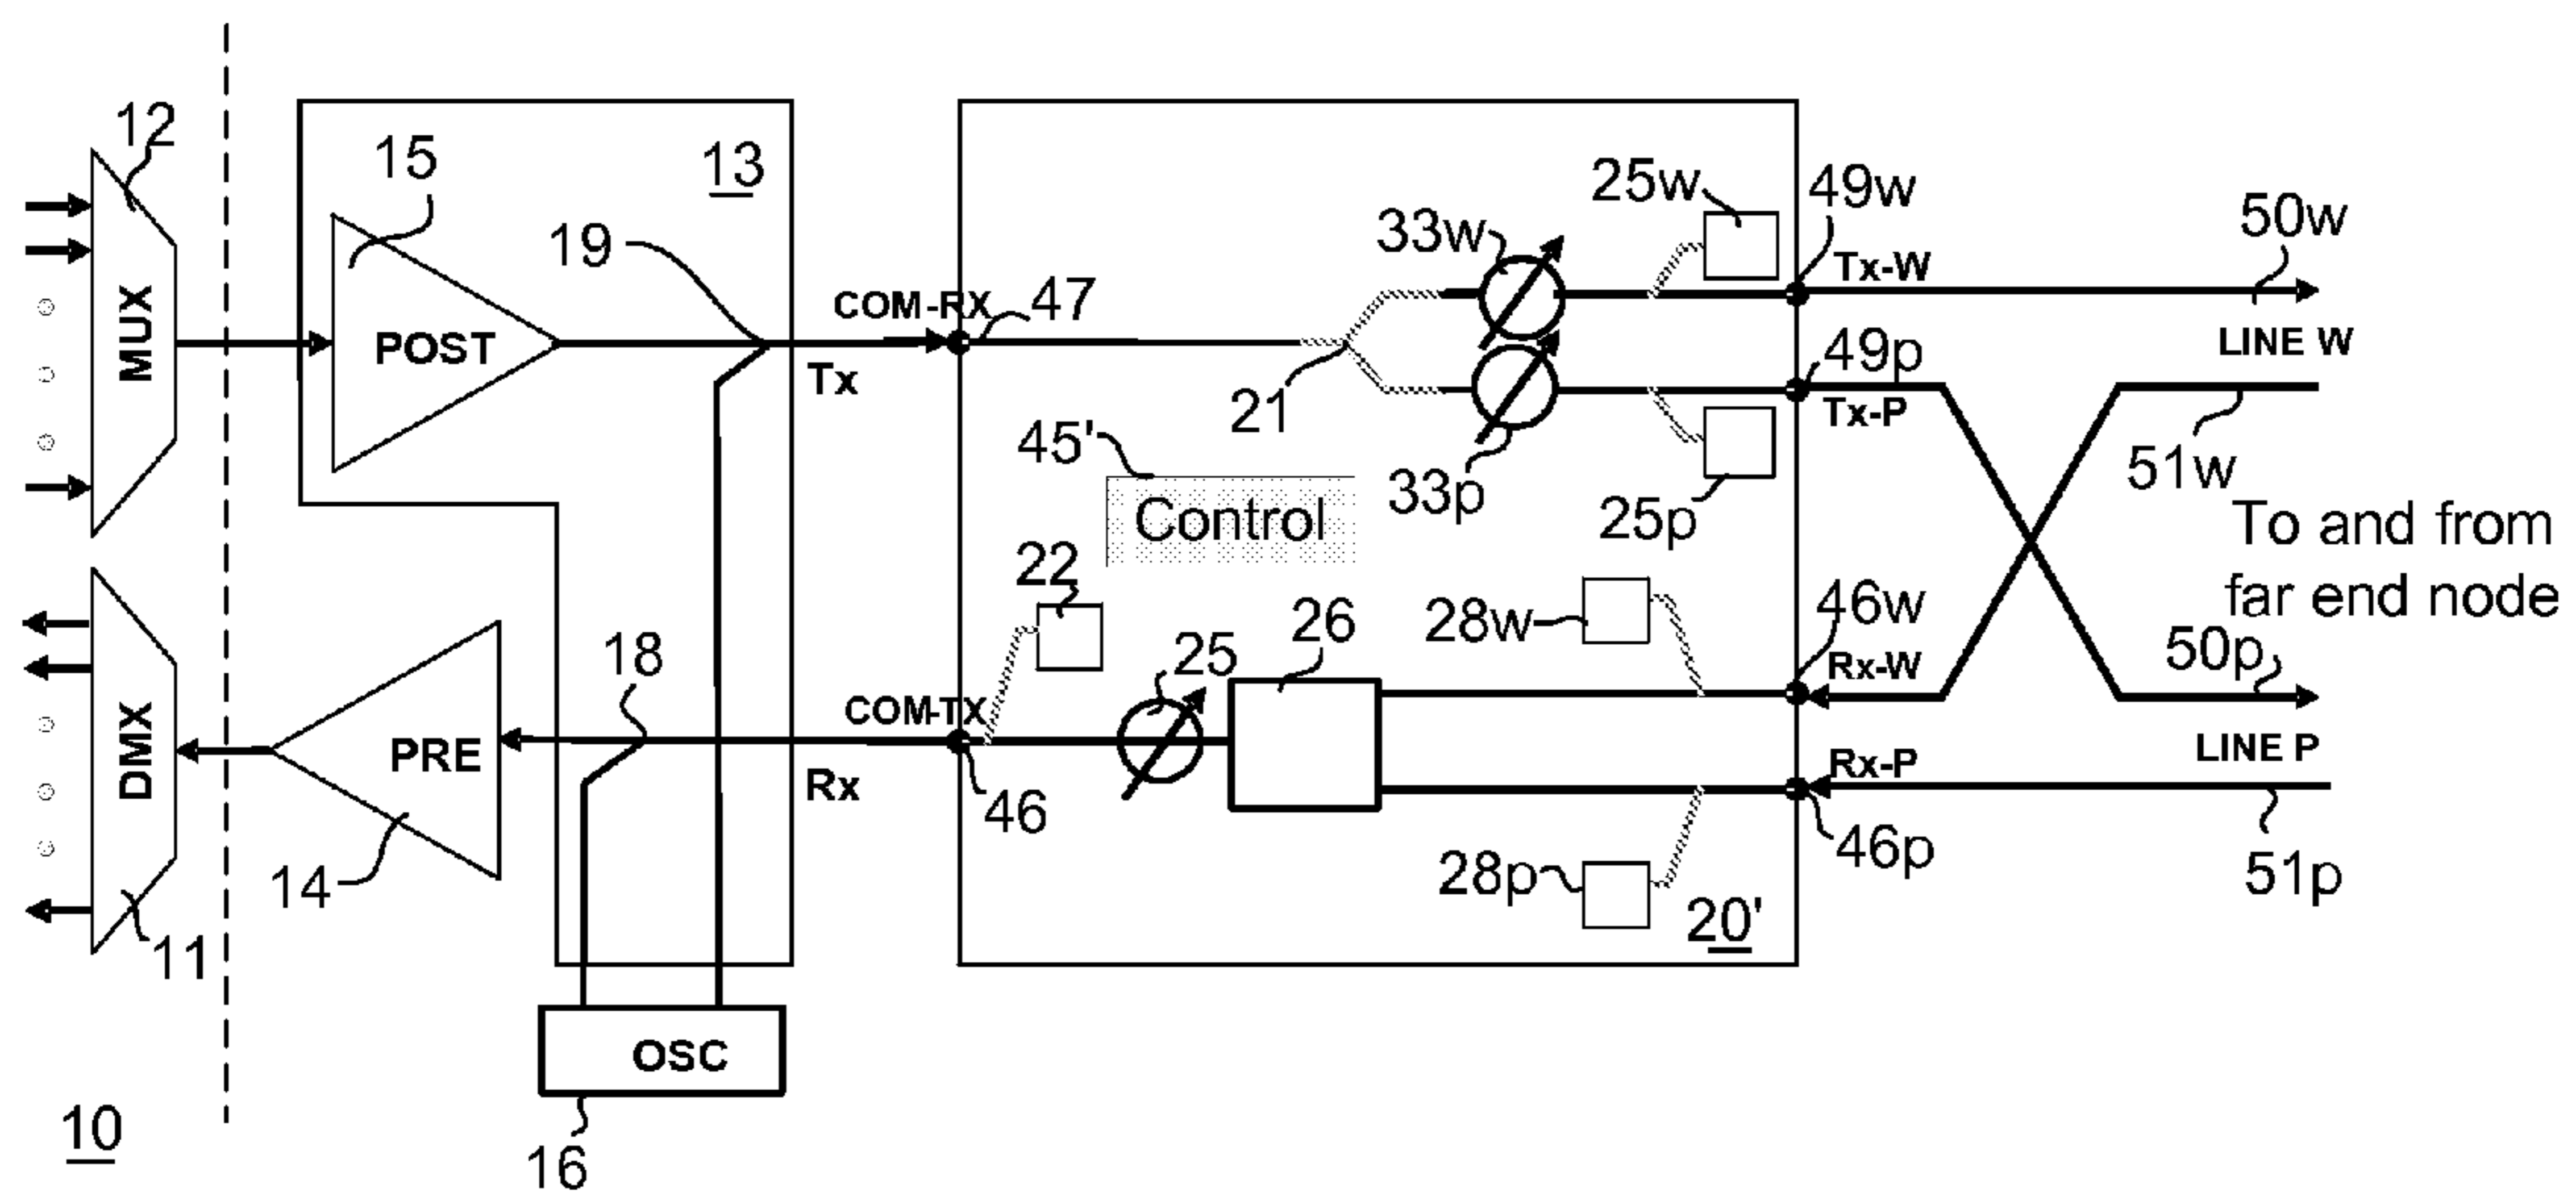 12
15
13
19
MUX
POST
COM-RX
47
Tx
21
33w
33p
25w
25p
49w
Tx-W
50w
LINE W
49p
Tx-P
51w
To and from
far end node
45'
Control
22
28w
46w
Rx-W
50p
DMX
PRE
18
COM-TX
25
26
Rx
46
Rx-P
LINE P
14
28p
46p
51p
11
20'
OSC
10
16